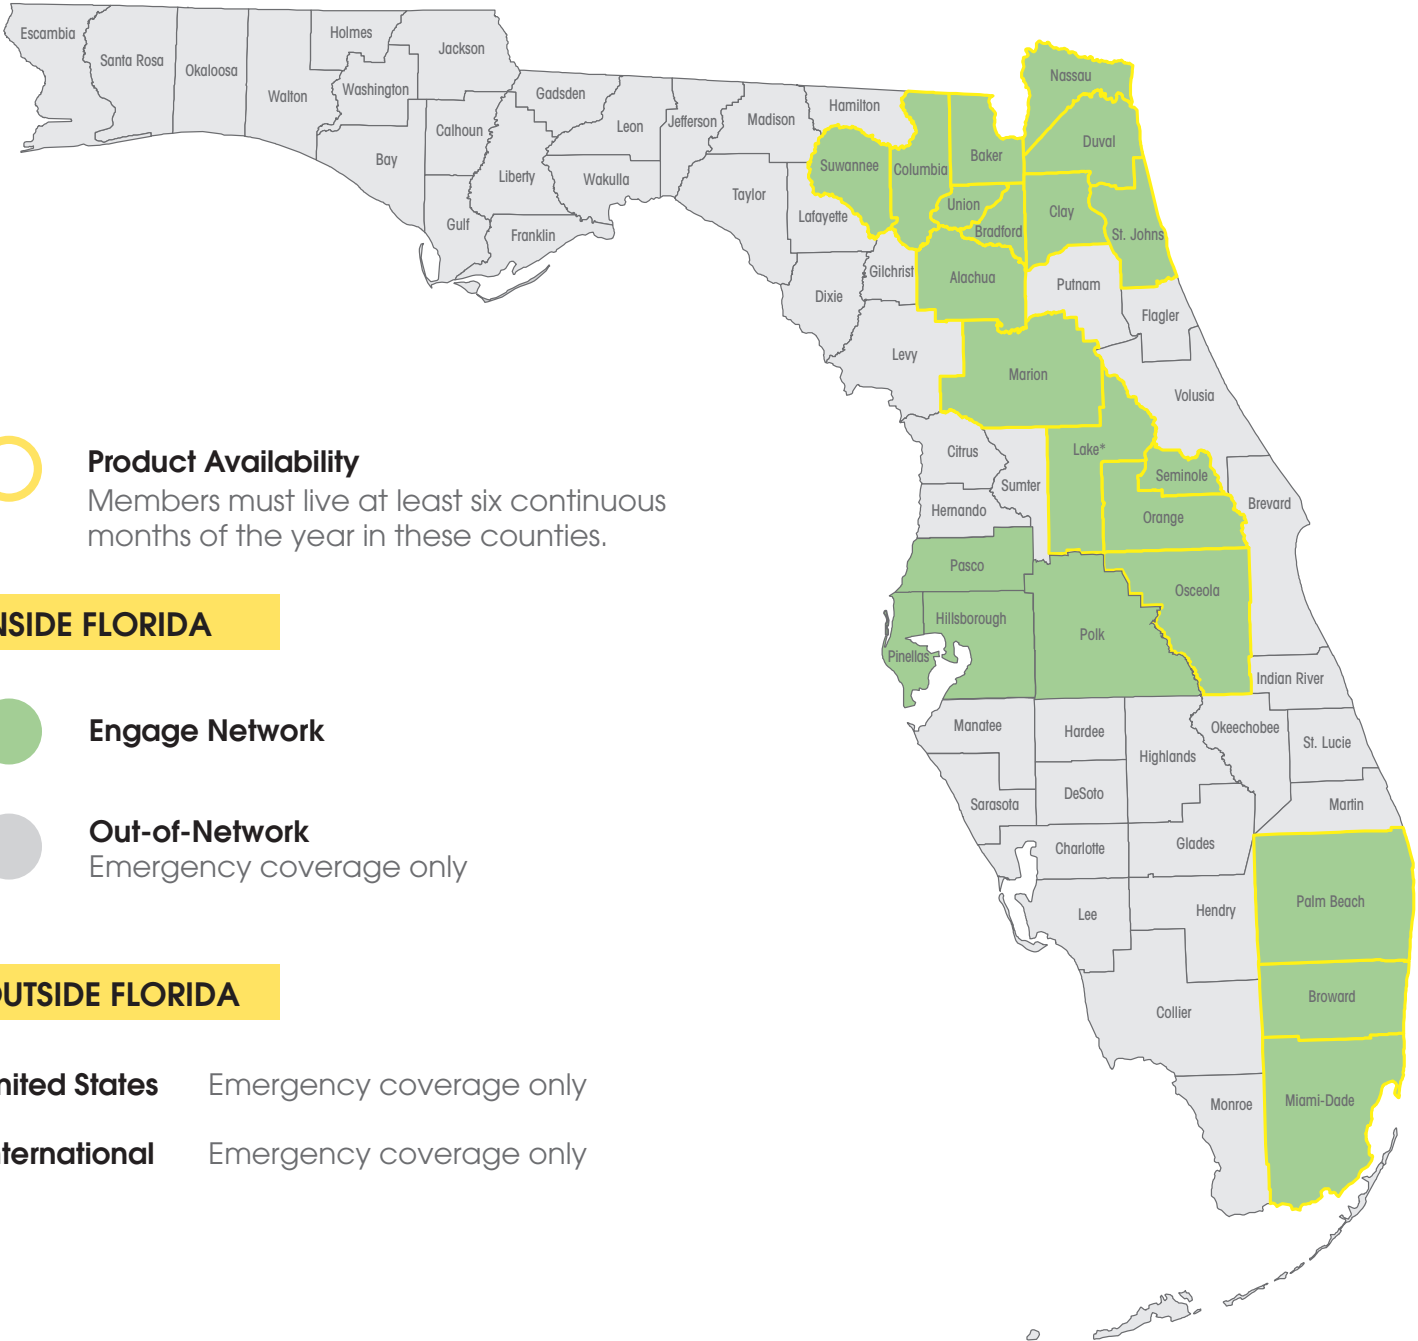 Escambia
Santa Rosa
Okaloosa
Walton
Holmes
Washington
Jackson
Bay
Calhoun
Gulf
Gadsden
Liberty
Franklin
Leon
Wakulla
Jefferson
Madison
Taylor
Hamilton
Suwannee
Lafayette
Dixie
Columbia
Baker
Nassau
Duval
Union
Bradford
Clay
St. Johns
Gilchrist
Alachua
Putnam
Flagler
Levy
Marion
Volusia
Citrus
Sumter
Lake*
Seminole
Orange
Brevard
Hernando
Pasco
Osceola
Hillsborough
Pinellas
Polk
Indian River
Manatee
Hardee
Highlands
Okeechobee
St. Lucie
Sarasota
DeSoto
Martin
Charlotte
Glades
Lee
Hendry
Palm Beach
Broward
Collier
Monroe
Miami-Dade
Product Availability
Members must live at least six continuous
months of the year in these counties.
NSIDE FLORIDA
Engage Network
Out-of-Network
Emergency coverage only
OUTSIDE FLORIDA
nited States Emergency coverage only
nternational Emergency coverage only